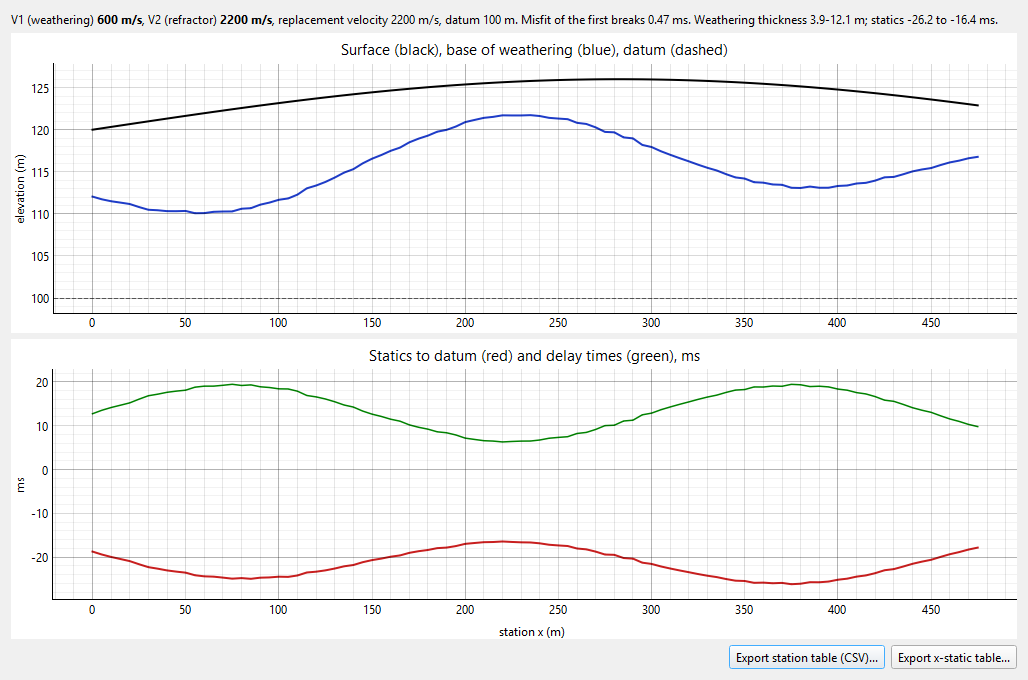 V1 (weathering) 600 m/s, V2 (refractor) 2200 m/s, replacement velocity 2200 m/s, datum 100 m. Misfit of the first breaks 0.47 ms. Weathering thickness 3.9-12.1 m; statics -26.2 to -16.4 ms.
Surface (black), base of weathering (blue), datum (dashed)
elevation (m)
125
120
115
110
105
100
0 50 100 150 200 250 300 350 400 450
Statics to datum (red) and delay times (green), ms
ms
20
10
0
-10
-20
0 50 100 150 200 250 300 350 400 450
station x (m)
Export station table (CSV)... Export x-static table...